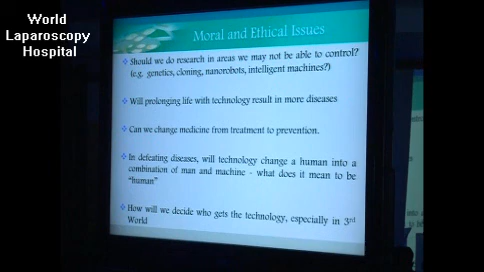 World
Laparoscopy
Hospital
Moral and Ethical Issues
Should we do research in areas we may not be able to control?
(e.g. genetics, cloning, nanorobots, intelligent machines?)
Will prolonging life with technology result in more diseases
Can we change medicine from treatment to prevention.
In defeating diseases, will technology change a human into a
combination of man and machine - what does it mean to be
"human"
How will we decide who gets the technology, especially in 3rd
World